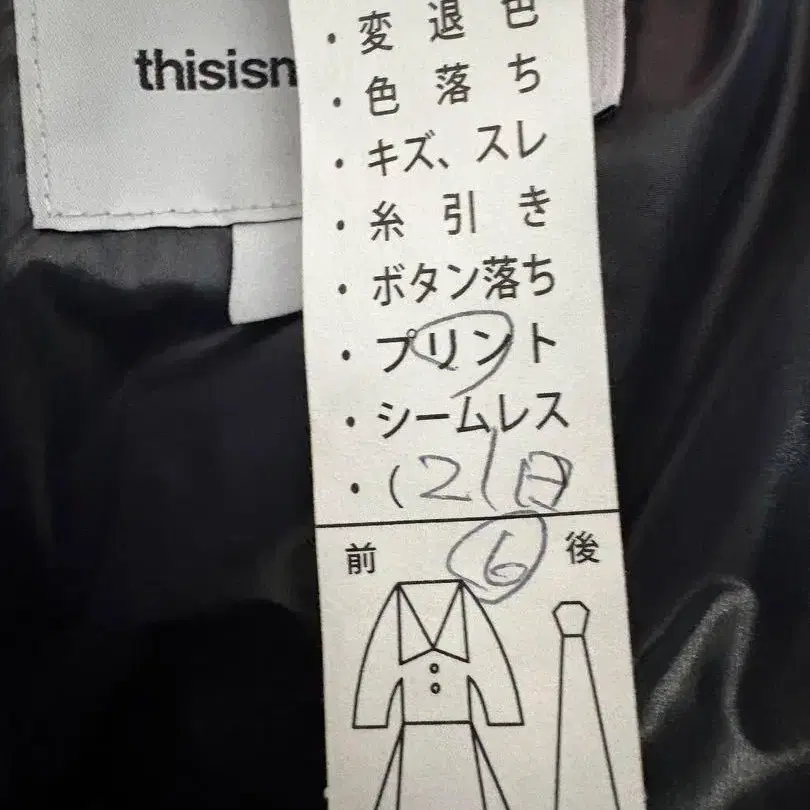 thisisn
・変退色
・色落ち
・キズ、スレ
・糸引き
・ボタン落ち
・プリント
・シームレス
・(21日
6
前 後